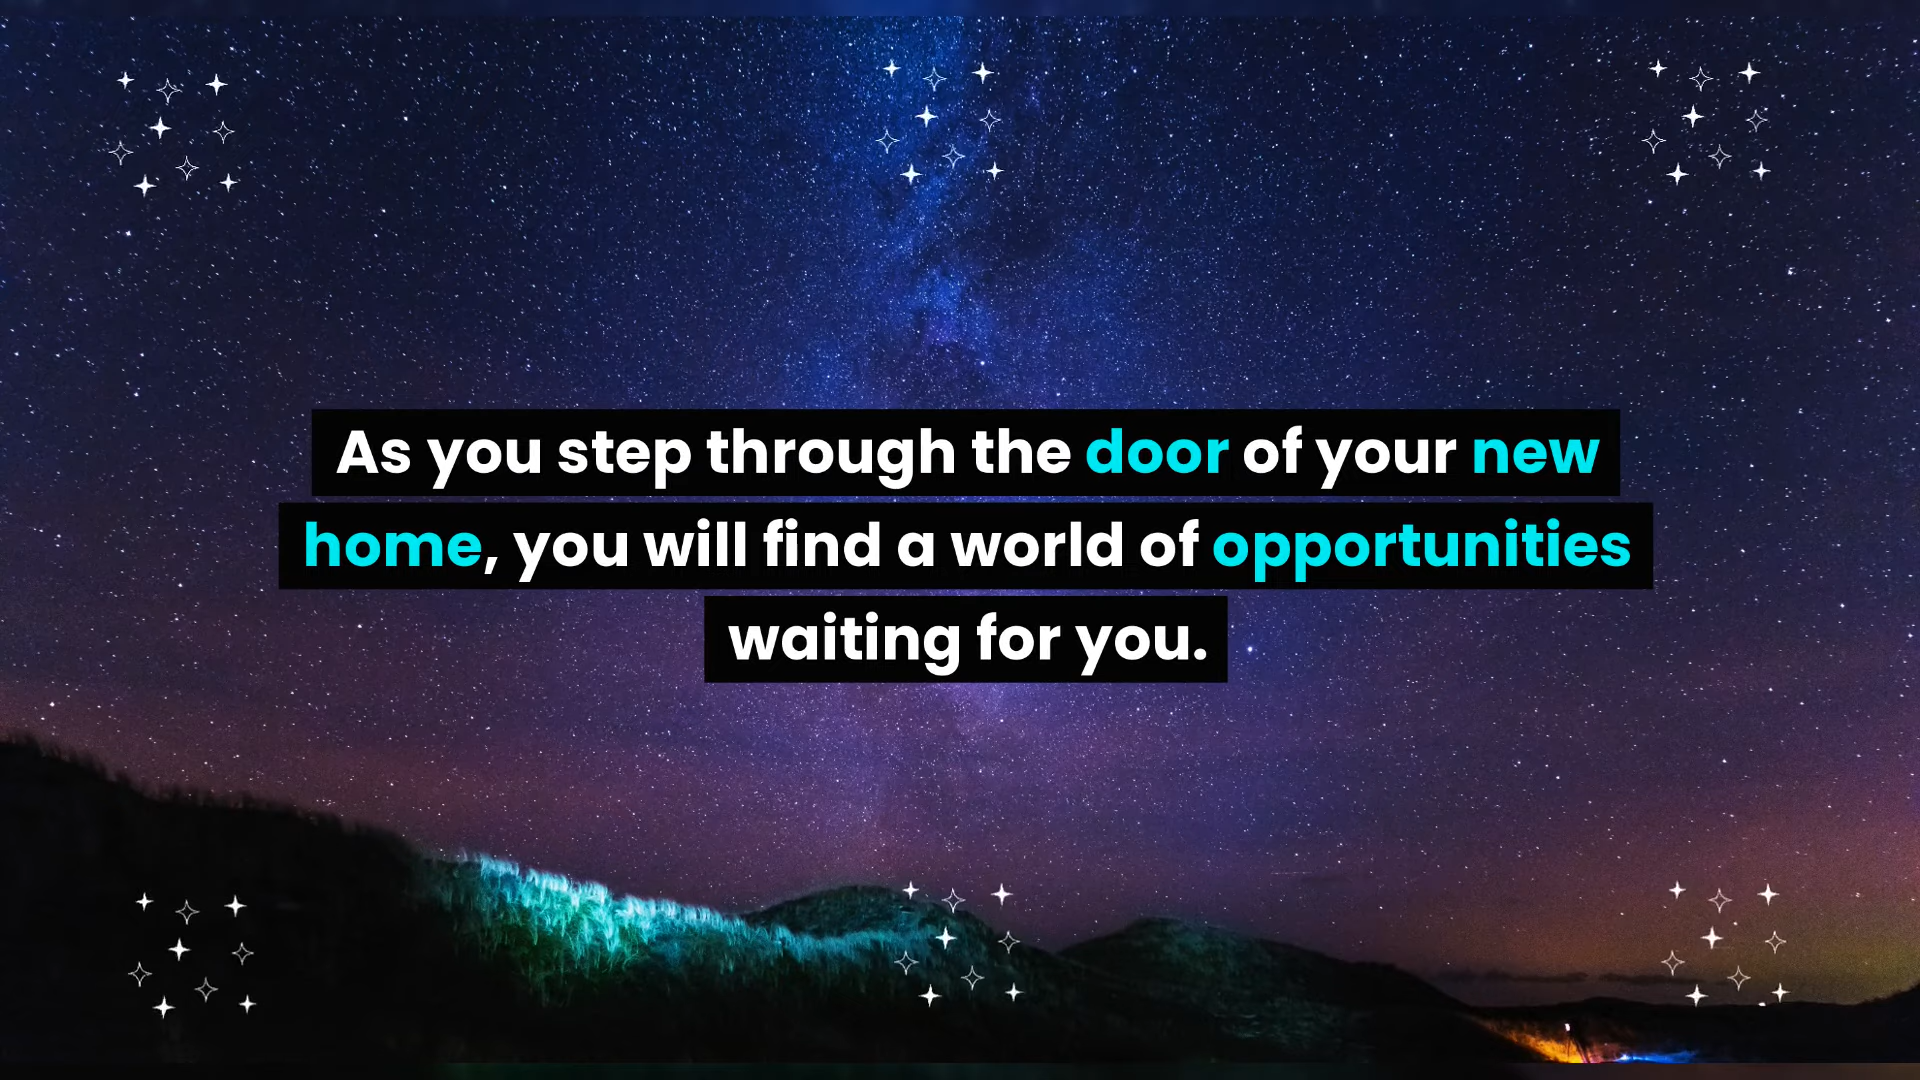 As you step through the door of your new
home, you will find a world of opportunities
waiting for you.